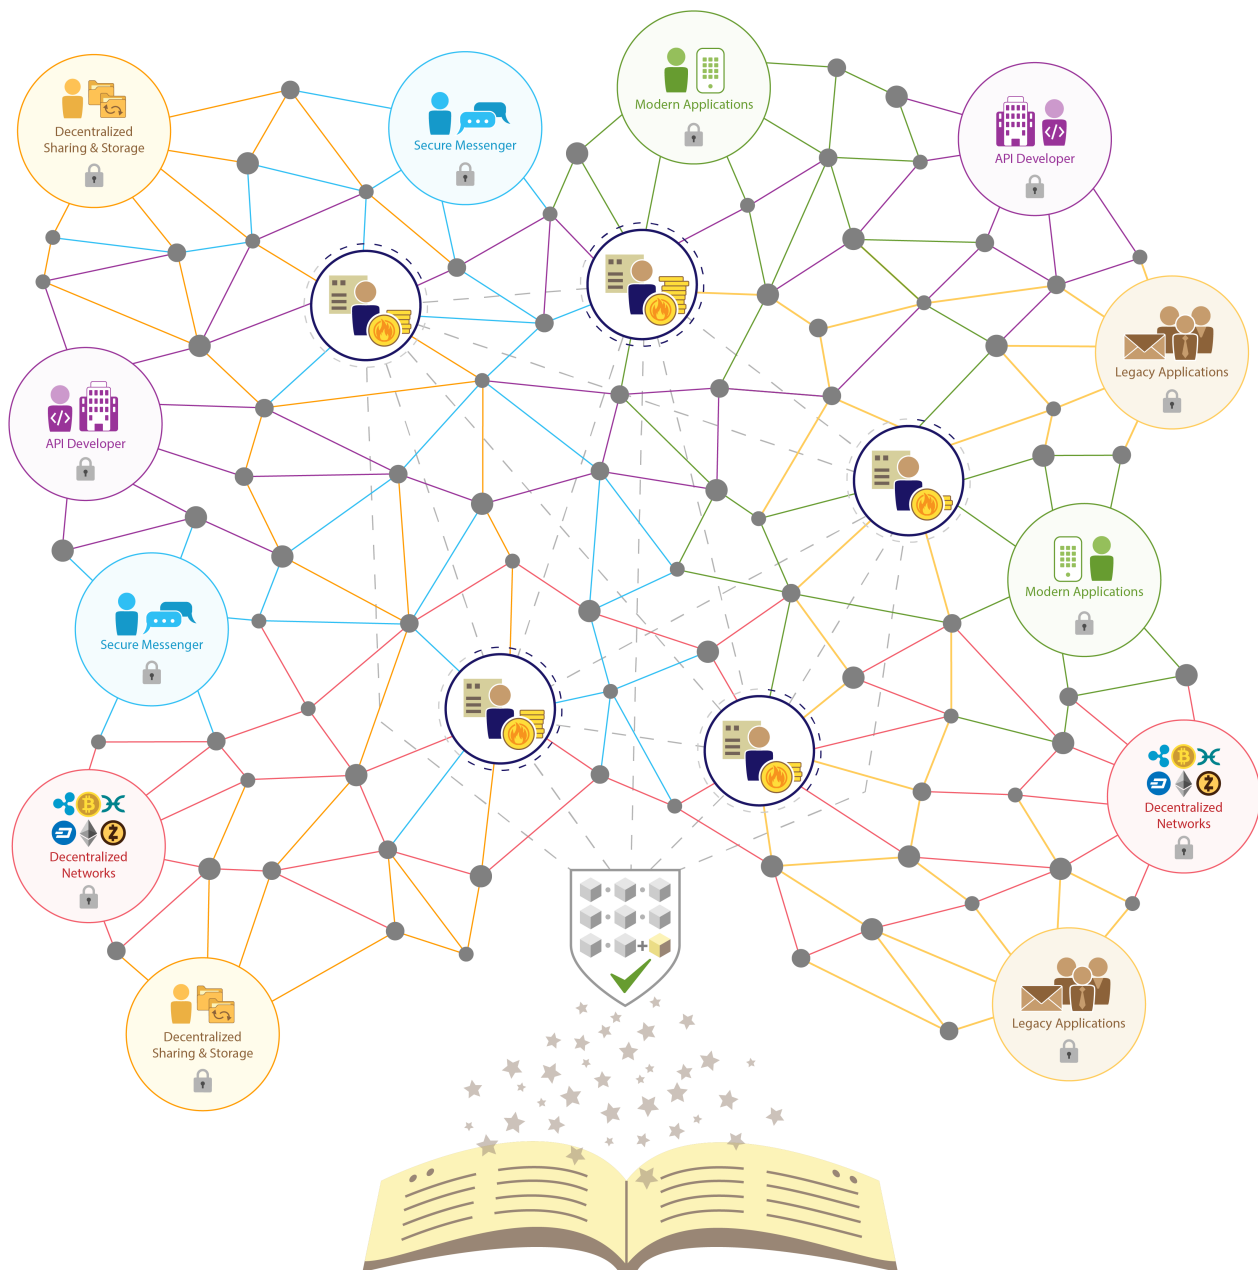 Modern Applications
Decentralized
Sharing & Storage
Secure Messenger
API Developer
Legacy Applications
API Developer
Modern Applications
Secure Messenger
Decentralized
Networks
Decentralized
Networks
Decentralized
Sharing & Storage
Legacy Applications